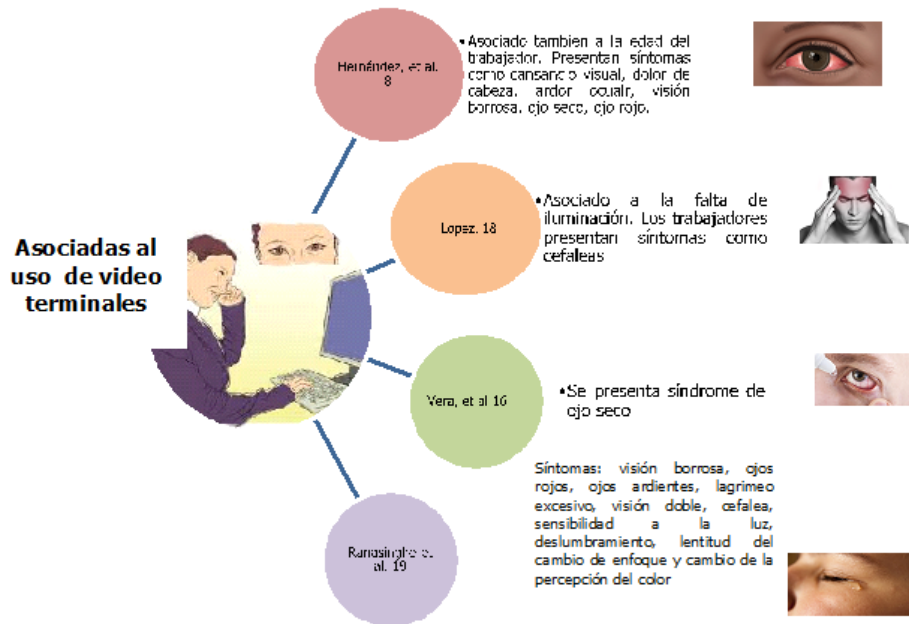 Asociadas al
uso de video
terminales
Hernández, et al.
8
•Asociado tambien a la edad del
trabajador. Presentan síntomas
como cansancio visual, dolor de
cabeza, ardor ocualr, visión
borrosa, ojo seco, ojo rojo.
Lopez. 18
•Asociado a la falta de
iluminación. Los trabajadores
presentan síntomas como
cefaleas
Vera, et al 16
•Se presenta síndrome de
ojo seco
Ranasinghe et
al. 19
Síntomas: visión borrosa, ojos
rojos, ojos ardientes, lagrimeo
excesivo, visión doble, cefalea,
sensibilidad a la luz,
deslumbramiento, lentitud del
cambio de enfoque y cambio de la
percepción del color